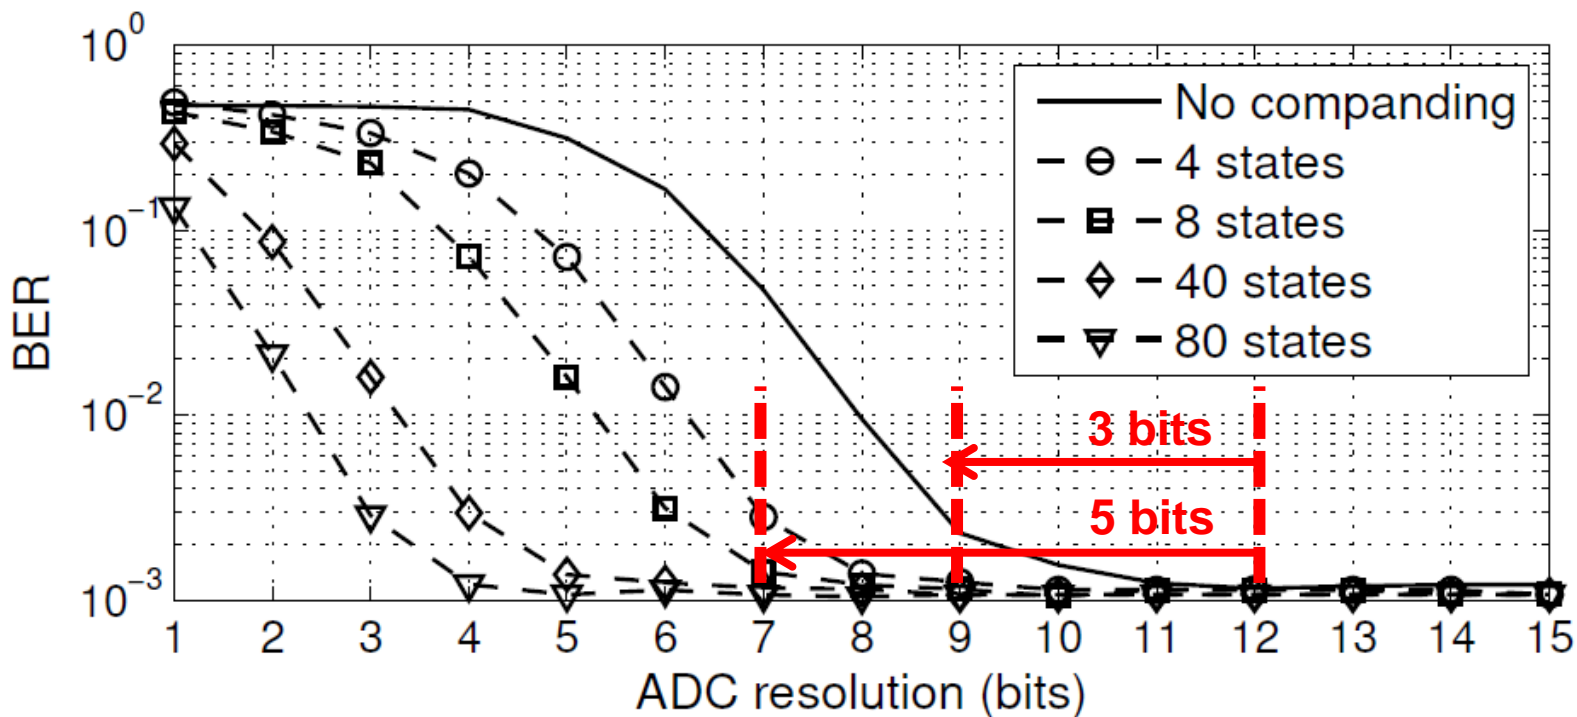 10^0
10^-1
10^-2
10^-3
BER
No companding
4 states
8 states
40 states
80 states
3 bits
5 bits
1 2 3 4 5 6 7 8 9 10 11 12 13 14 15
ADC resolution (bits)